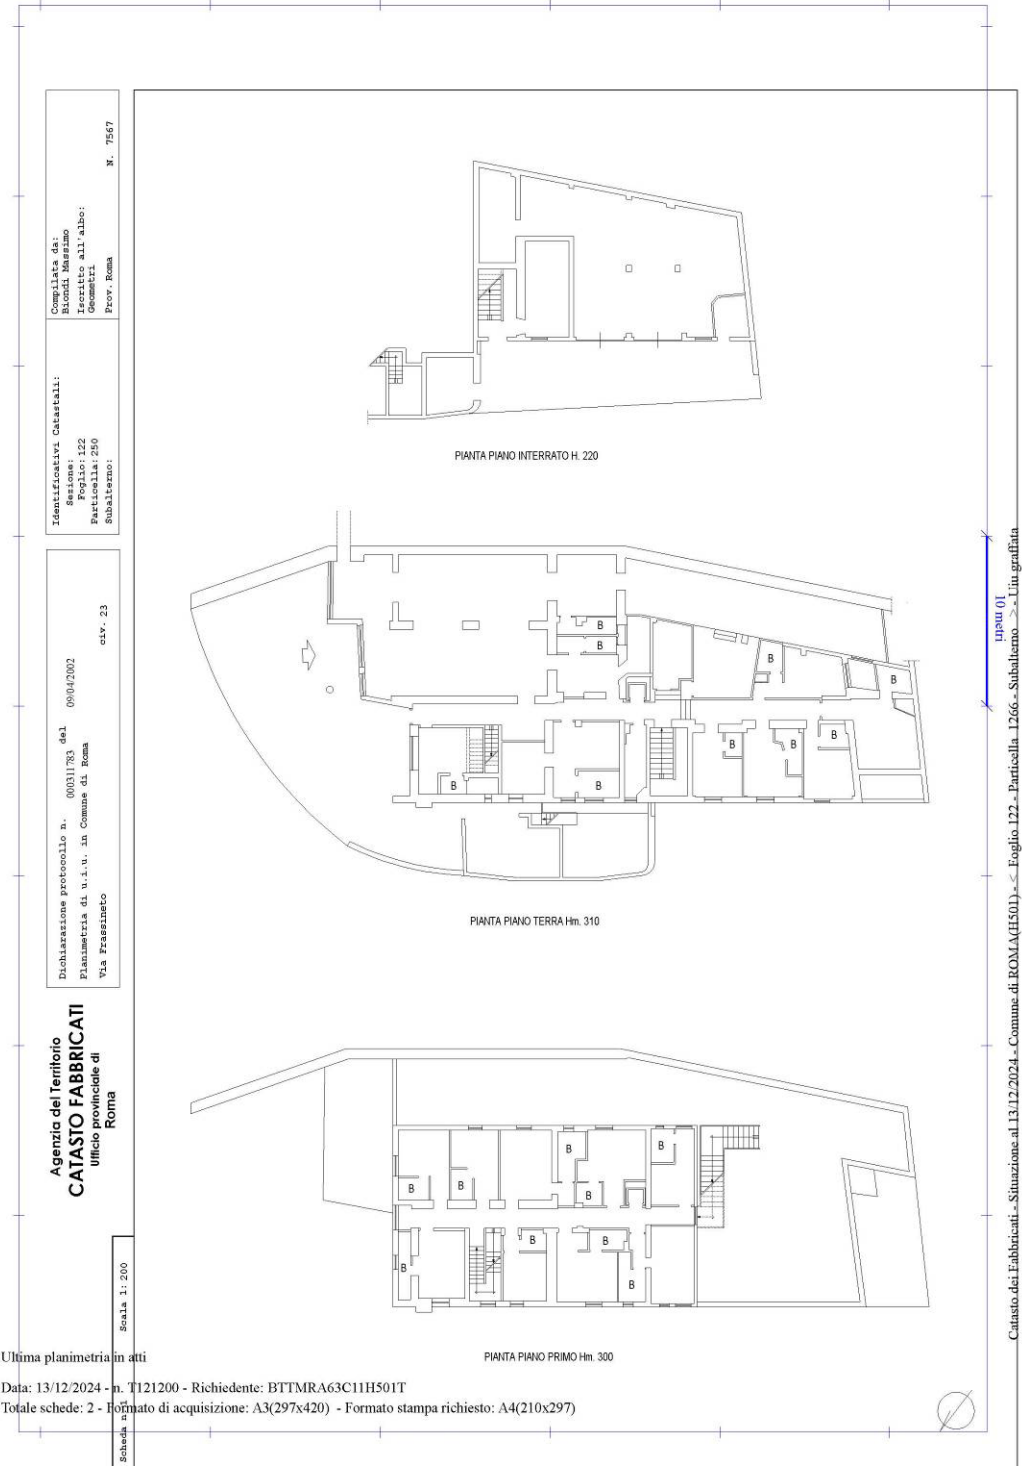 Compilata da:
Biondi Massimo
Iscritto all'albo:
Geometri
Prov. Roma N. 7567
Identificativi Catastali:
Sezione:
Foglio: 122
Particella: 250
Subalterno:
Dichiarazione protocollo n. 000311783 del 09/04/2002
Planimetria di u.i.u. in Comune di Roma
Via Frassineto civ. 23
Agenzia del Territorio
CATASTO FABBRICATI
Ufficio provinciale di
Roma
Scheda n. 1 Scala 1: 200
PIANTA PIANO INTERRATO H. 220
B
B
B
B
B
B
B
B
B
PIANTA PIANO TERRA Hm. 310
B
B
B
B
B
B
B
B
B
PIANTA PIANO PRIMO Hm. 300
10 metri
Catasto dei Fabbricati - Situazione al 13/12/2024 - Comune di ROMA(H501) - < Foglio 122 - Particella 1266 - Subalterno > - Uiu graffata
Ultima planimetria in atti
Data: 13/12/2024 - n. T121200 - Richiedente: BTTMRA63C11H501T
Totale schede: 2 - Formato di acquisizione: A3(297x420) - Formato stampa richiesto: A4(210x297)